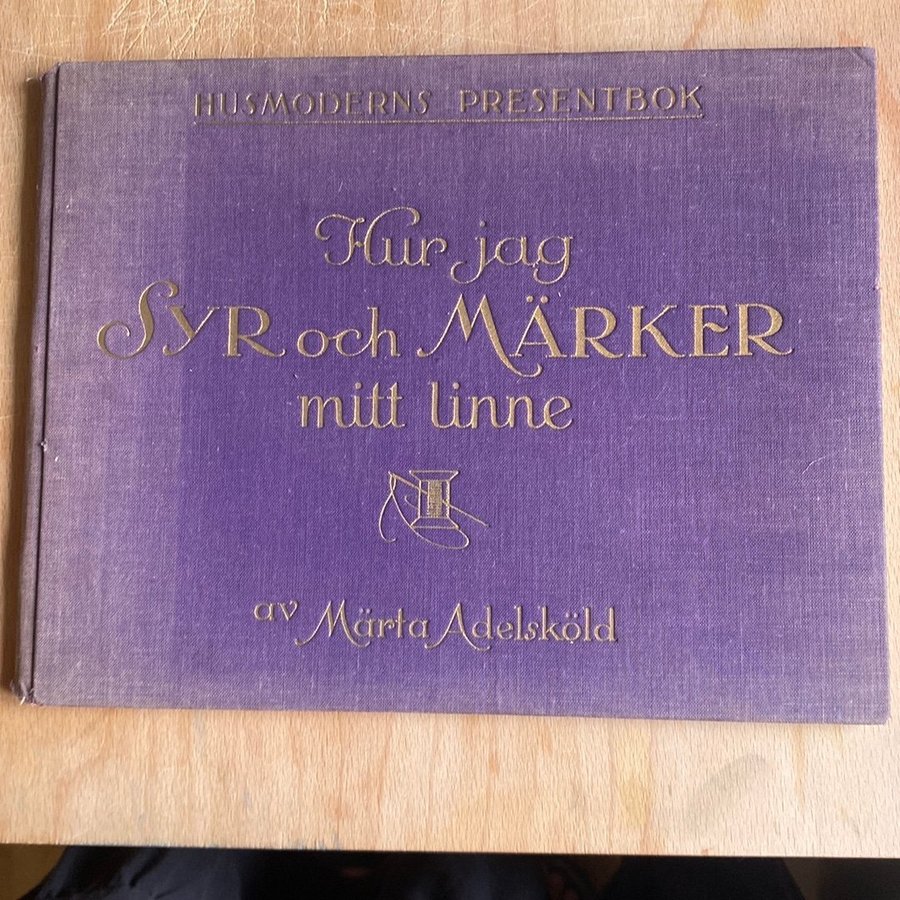 HUSMODERNS PRESENTBOK
Hur jag
SYR och MÄRKER
mitt linne
av Märta Adelsköld